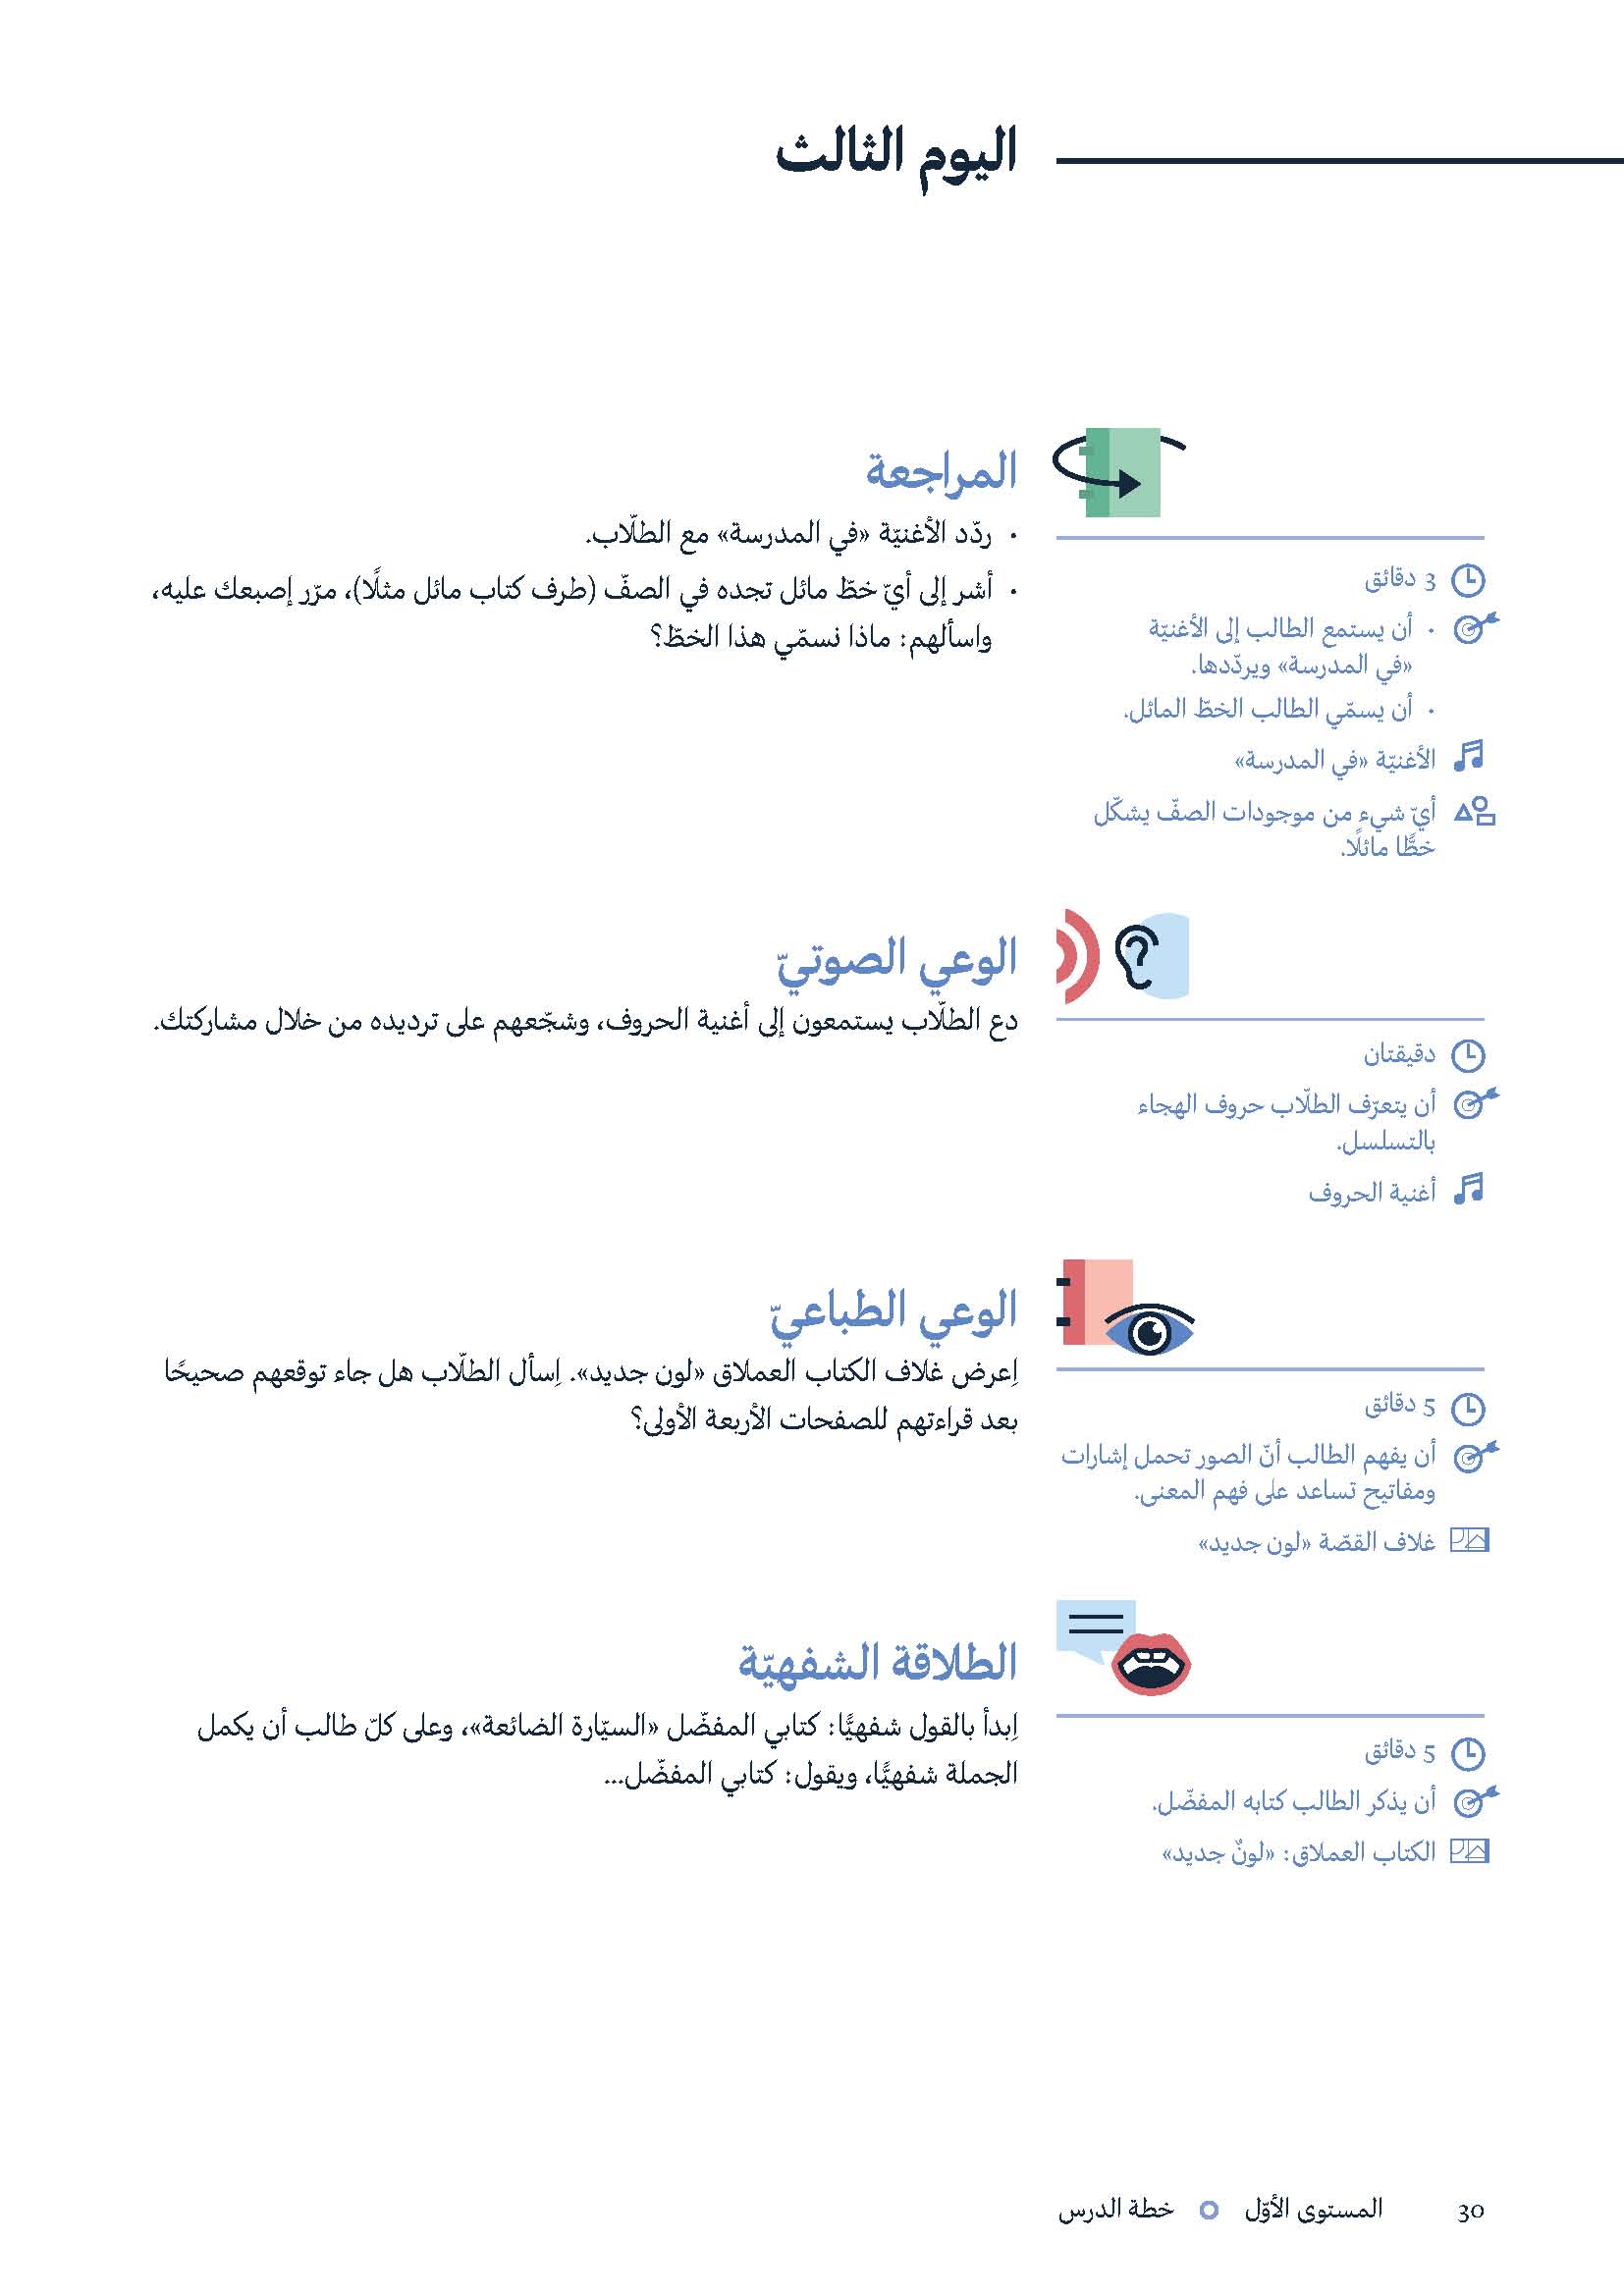 اليوم الثالث
المراجعة
• ردّد الأغنيّة «في المدرسة» مع الطلّاب.
• أشر إلى أيّ خطّ مائل تجده في الصفّ (طرف كتاب مائل مثلًا)، مرّر إصبعك عليه،
واسألهم: ماذا نسمّي هذا الخطّ؟
3 دقائق
• أن يستمع الطالب إلى الأغنيّة
«في المدرسة» ويردّدها.
• أن يسمّي الطالب الخطّ المائل.
الأغنيّة «في المدرسة»
أيّ شيء من موجودات الصفّ يشكّل
خطًّا مائلًا.
الوعي الصوتيّ
دع الطلّاب يستمعون إلى أغنية الحروف، وشجّعهم على ترديده من خلال مشاركتك.
دقيقتان
أن يتعرّف الطلّاب حروف الهجاء
بالتسلسل.
أغنية الحروف
الوعي الطباعيّ
اِعرض غلاف الكتاب العملاق «لون جديد». اِسأل الطلّاب هل جاء توقعهم صحيحًا
بعد قراءتهم للصفحات الأربعة الأولى؟
5 دقائق
أن يفهم الطالب أنّ الصور تحمل إشارات
ومفاتيح تساعد على فهم المعنى.
غلاف القصّة «لون جديد»
الطلاقة الشفهيّة
اِبدأ بالقول شفهيًّا: كتابي المفضّل «السيّارة الضائعة»، وعلى كلّ طالب أن يكمل
الجملة شفهيًّا، ويقول: كتابي المفضّل...
5 دقائق
أن يذكر الطالب كتابه المفضّل.
الكتاب العملاق: «لونٌ جديد»
30 المستوى الأوّل خطة الدرس